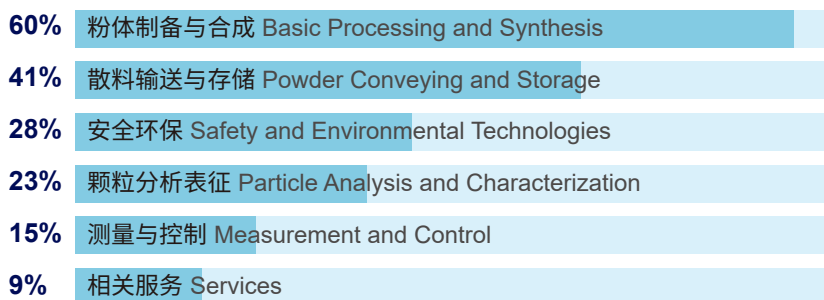 60% 粉体制备与合成 Basic Processing and Synthesis
41% 散料输送与存储 Powder Conveying and Storage
28% 安全环保 Safety and Environmental Technologies
23% 颗粒分析表征 Particle Analysis and Characterization
15% 测量与控制 Measurement and Control
9% 相关服务 Services